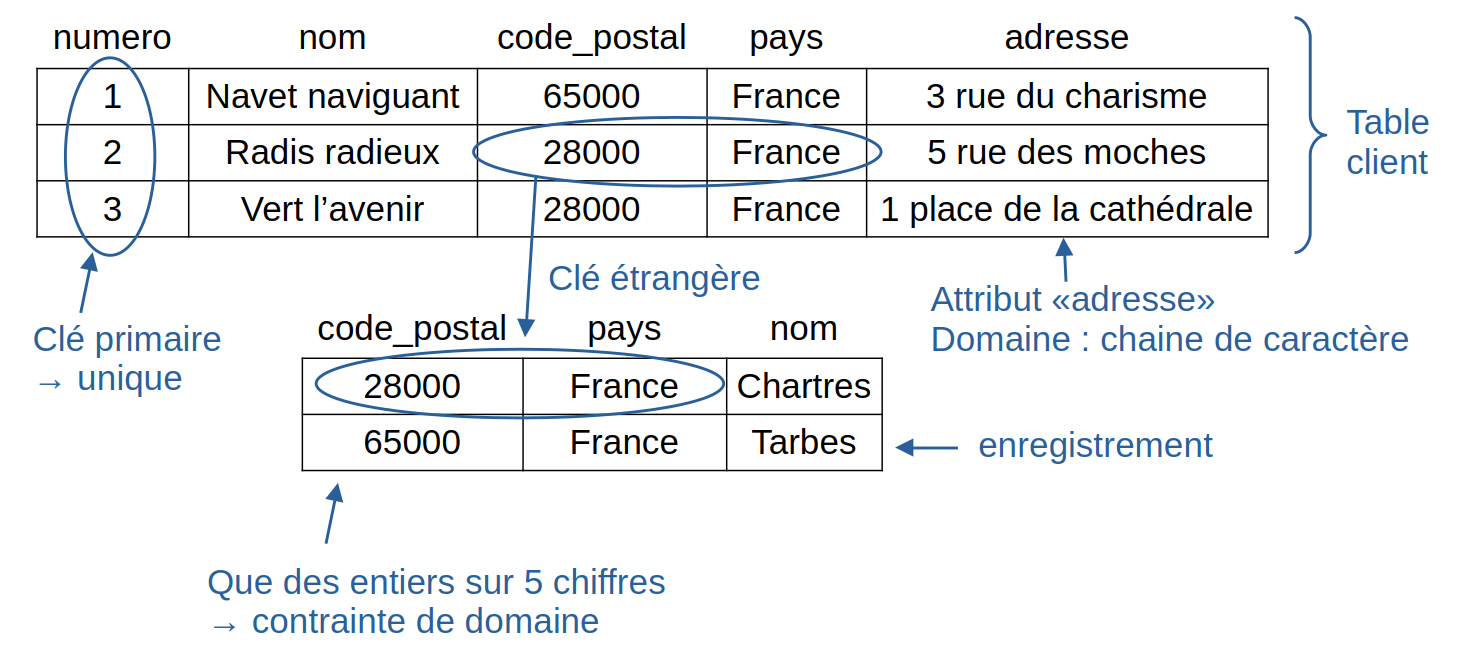 numero nom code_postal pays adresse
1 Navet naviguant 65000 France 3 rue du charisme
2 Radis radieux 28000 France 5 rue des moches
3 Vert l’avenir 28000 France 1 place de la cathédrale
Table
client
Clé étrangère
Attribut «adresse»
Domaine : chaine de caractère
Clé primaire
→ unique
code_postal pays nom
28000 France Chartres
65000 France Tarbes
enregistrement
Que des entiers sur 5 chiffres
→ contrainte de domaine